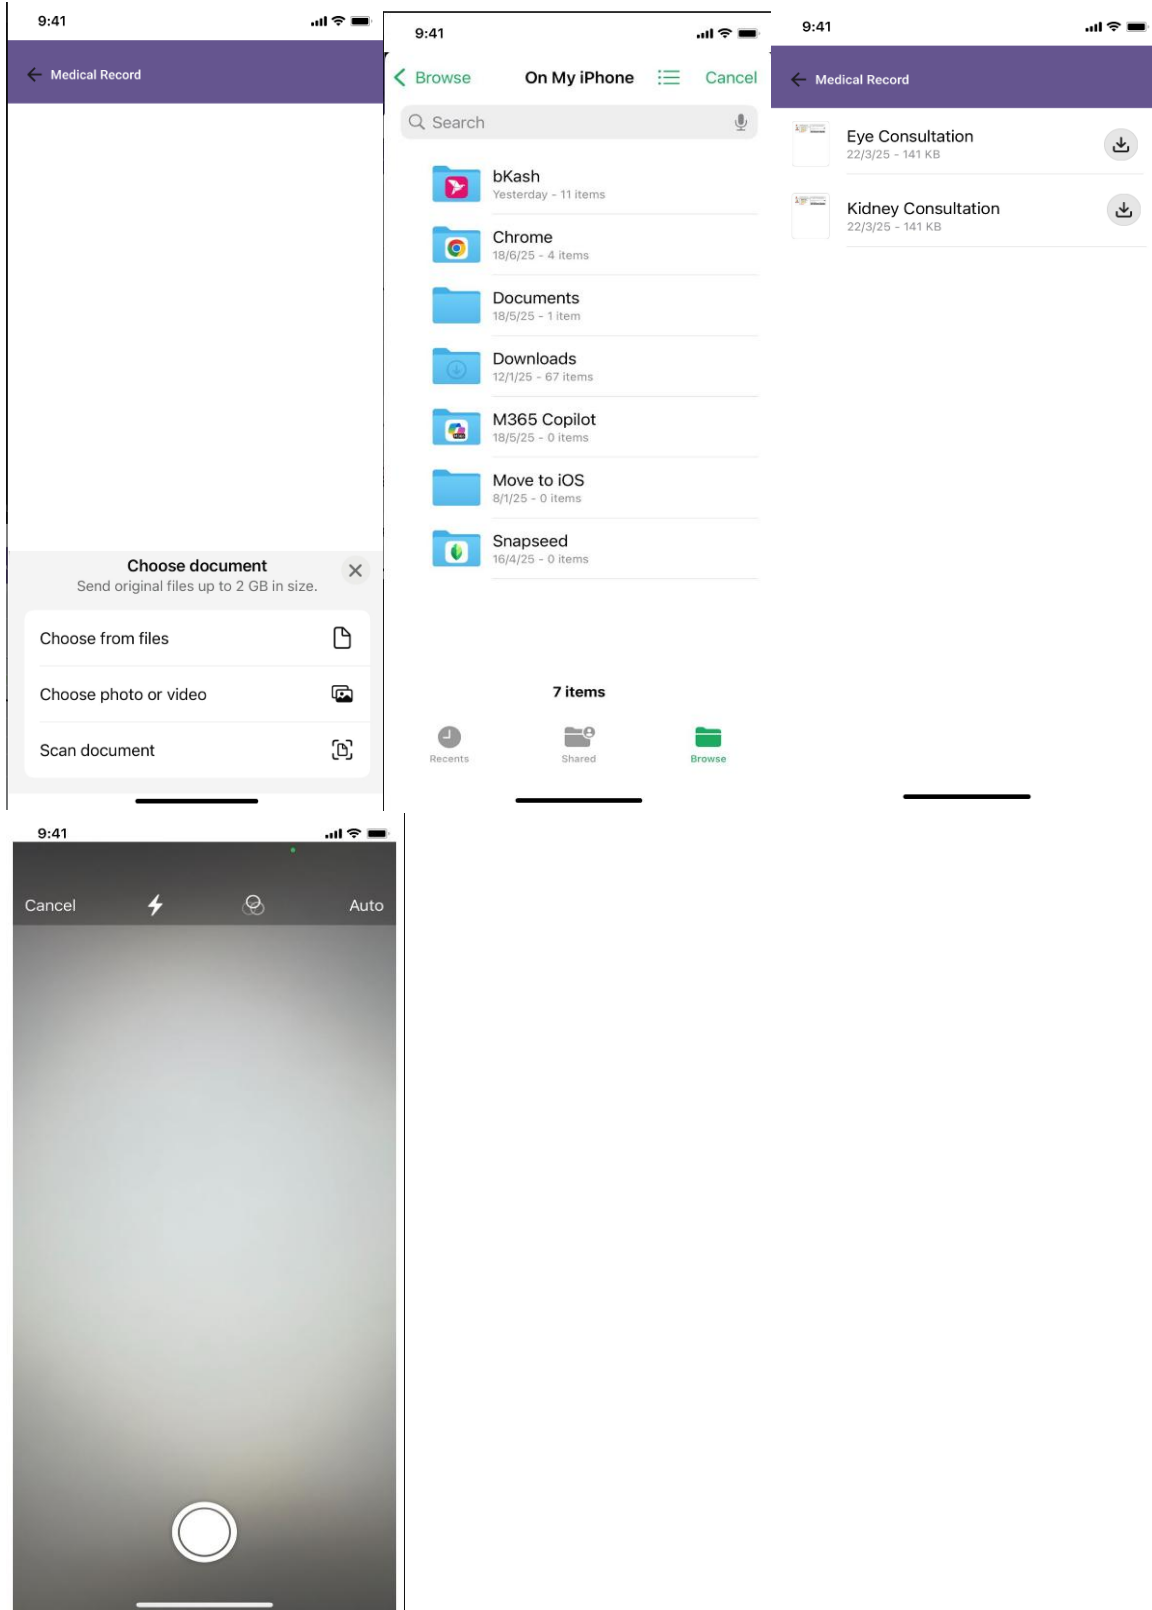 9:41
Medical Record
Choose document
Send original files up to 2 GB in size.
Choose from files
Choose photo or video
Scan document
9:41
Browse
On My iPhone
Cancel
Search
bKash
Yesterday - 11 items
Chrome
18/6/25 - 4 items
Documents
18/5/25 - 1 item
Downloads
12/1/25 - 67 items
M365 Copilot
18/5/25 - 0 items
Move to iOS
8/1/25 - 0 items
Snapseed
16/4/25 - 0 items
7 items
Recents
Shared
Browse
9:41
Medical Record
Eye Consultation
22/3/25 - 141 KB
Kidney Consultation
22/3/25 - 141 KB
9:41
Cancel
Auto